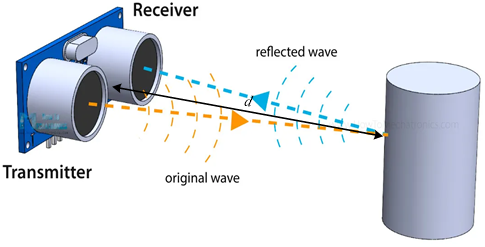 Receiver
reflected wave
d
original wave
Transmitter